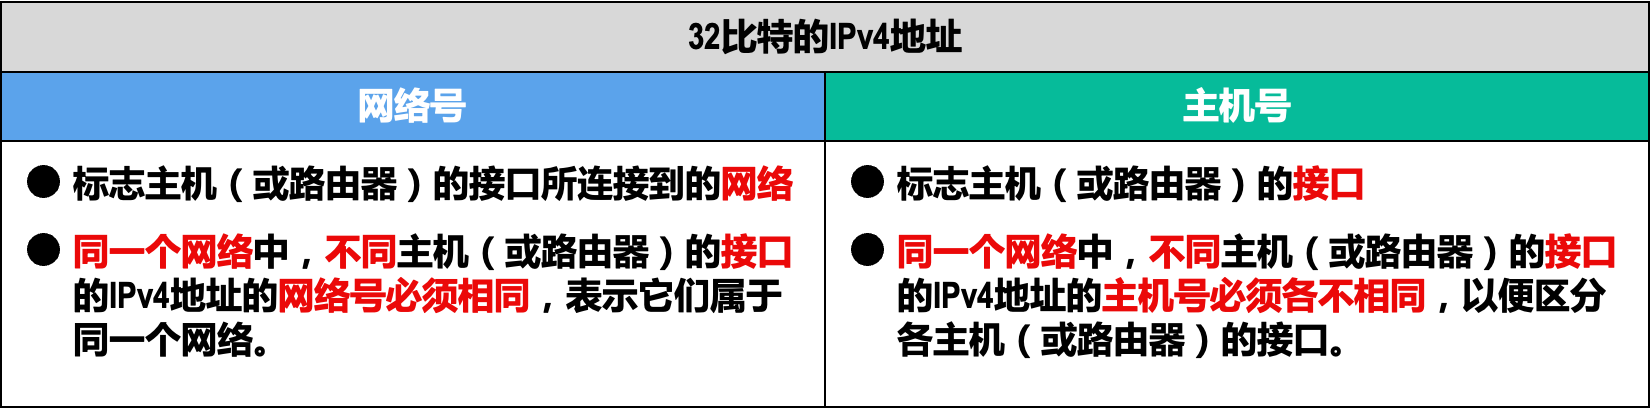 32比特的IPv4地址
网络号
主机号
● 标志主机（或路由器）的接口所连接到的网络
● 同一个网络中，不同主机（或路由器）的接口
的IPv4地址的网络号必须相同，表示它们属于
同一个网络。
● 标志主机（或路由器）的接口
● 同一个网络中，不同主机（或路由器）的接口
的IPv4地址的主机号必须各不相同，以便区分
各主机（或路由器）的接口。